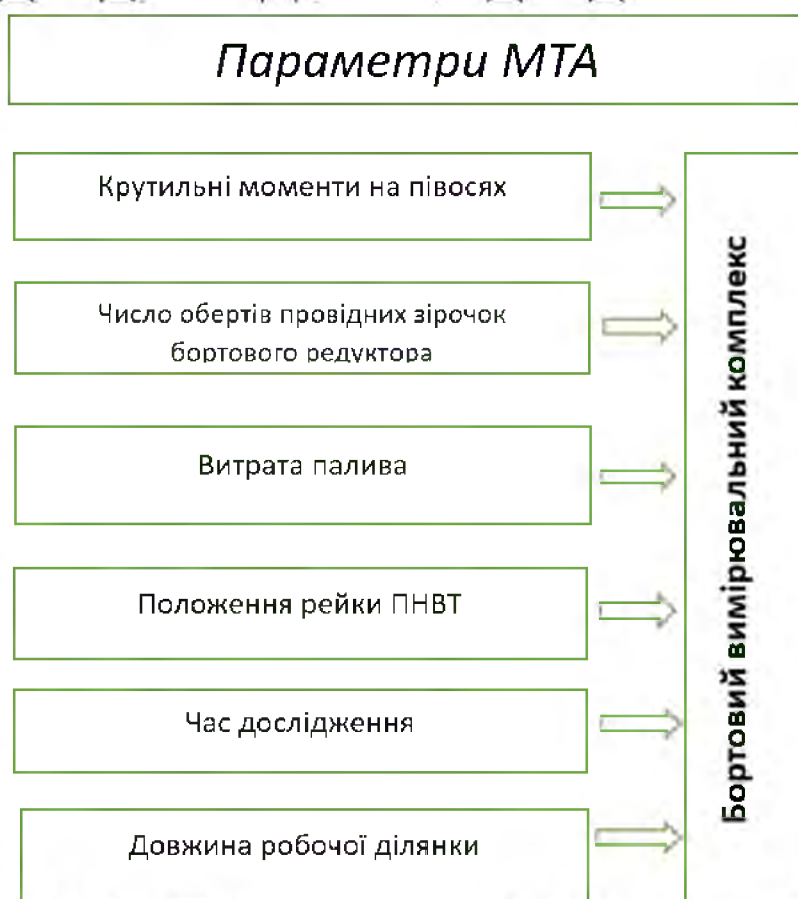 Параметри МТА
Крутильні моменти на півосях
Число обертів провідних зірочок
бортового редуктора
Витрата палива
Положення рейки ПНВТ
Час дослідження
Довжина робочої ділянки
Бортовий вимірювальний комплекс